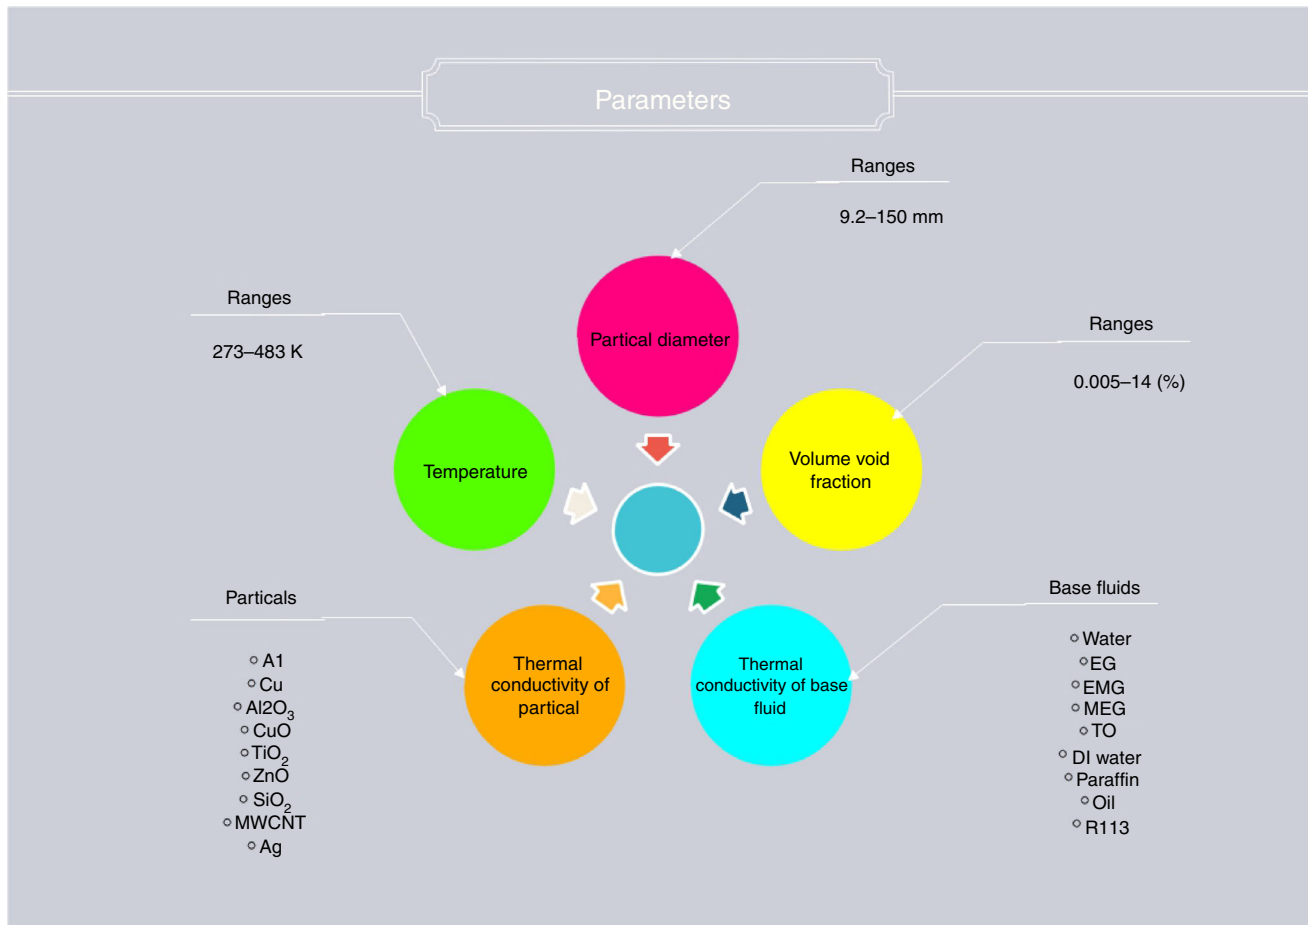 Parameters
Ranges
9.2–150 mm
Ranges
273–483 K
Ranges
0.005–14 (%)
Partical diameter
Temperature
Volume void
fraction
Particals
A1
Cu
Al2O₃
CuO
TiO₂
ZnO
SiO₂
MWCNT
Ag
Thermal
conductivity of
partical
Thermal
conductivity of base
fluid
Base fluids
Water
EG
EMG
MEG
TO
DI water
Paraffin
Oil
R113